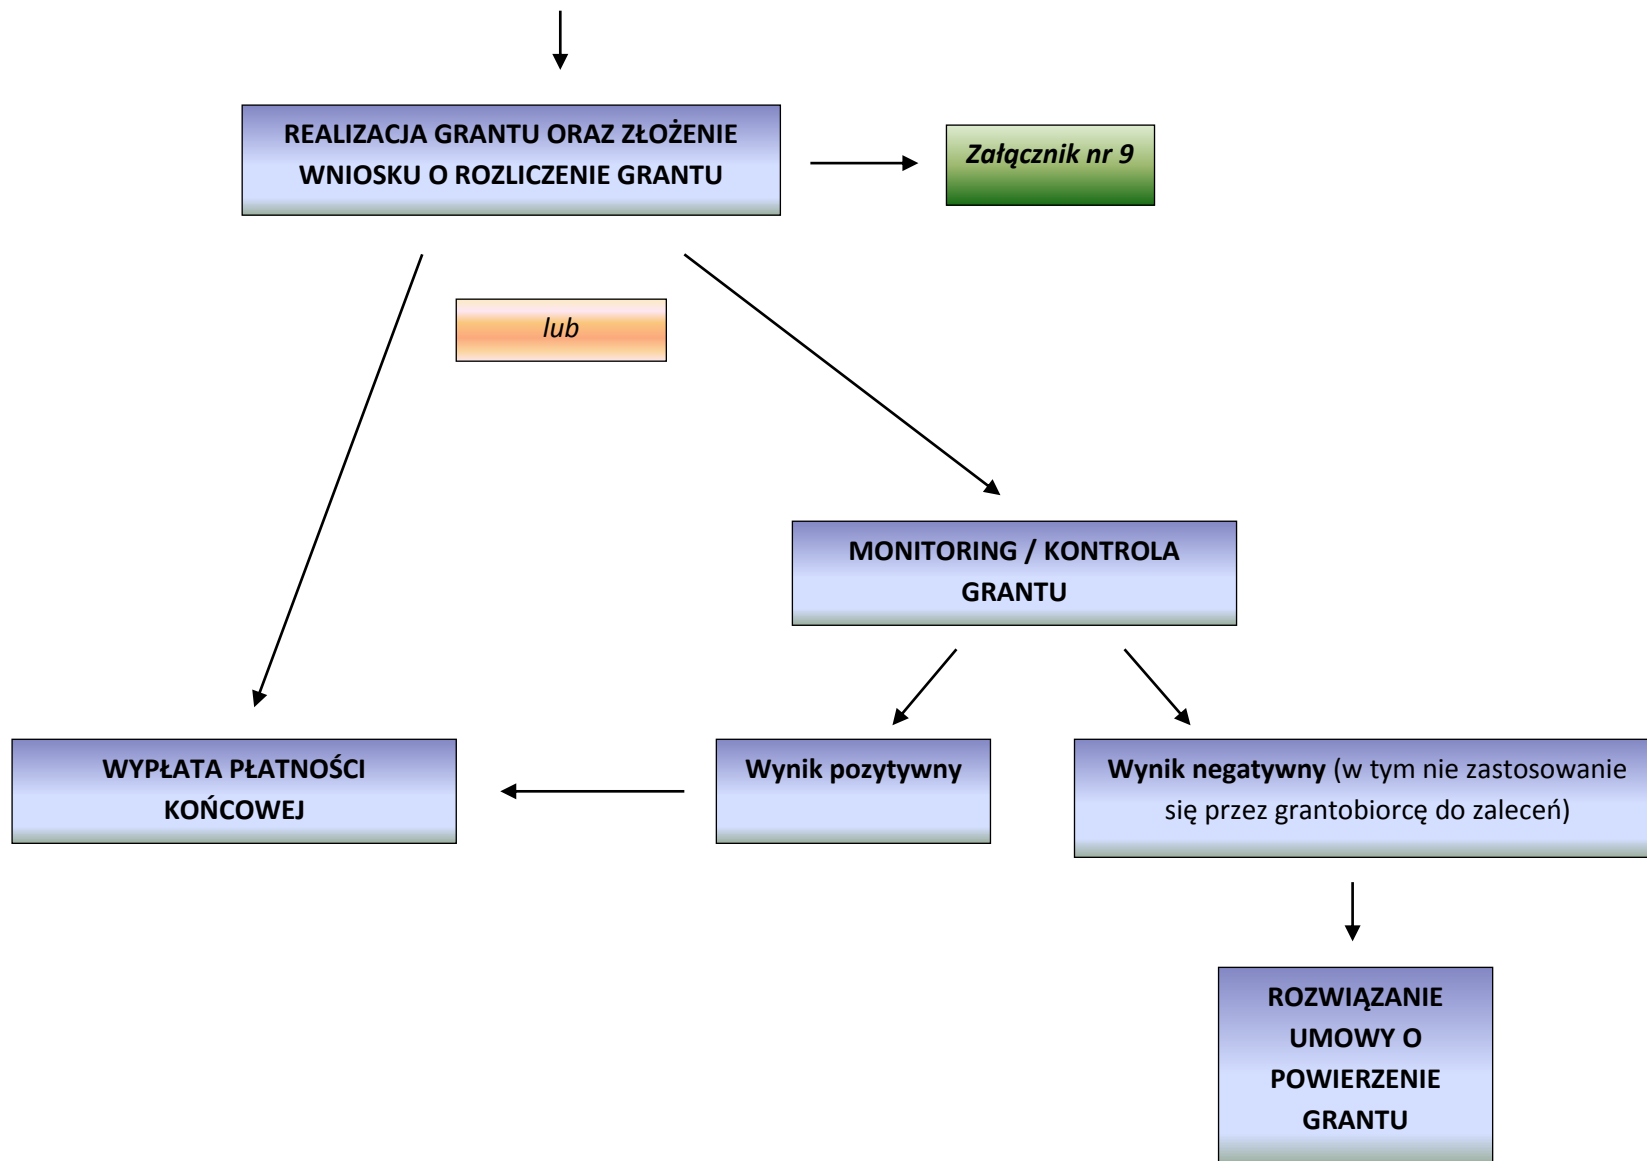 REALIZACJA GRANTU ORAZ ZŁOŻENIE
WNIOSKU O ROZLICZENIE GRANTU
Załącznik nr 9
lub
MONITORING / KONTROLA
GRANTU
WYPŁATA PŁATNOŚCI
KOŃCOWEJ
Wynik pozytywny
Wynik negatywny (w tym nie zastosowanie
się przez grantobiorcę do zaleceń)
ROZWIĄZANIE
UMOWY O
POWIERZENIE
GRANTU